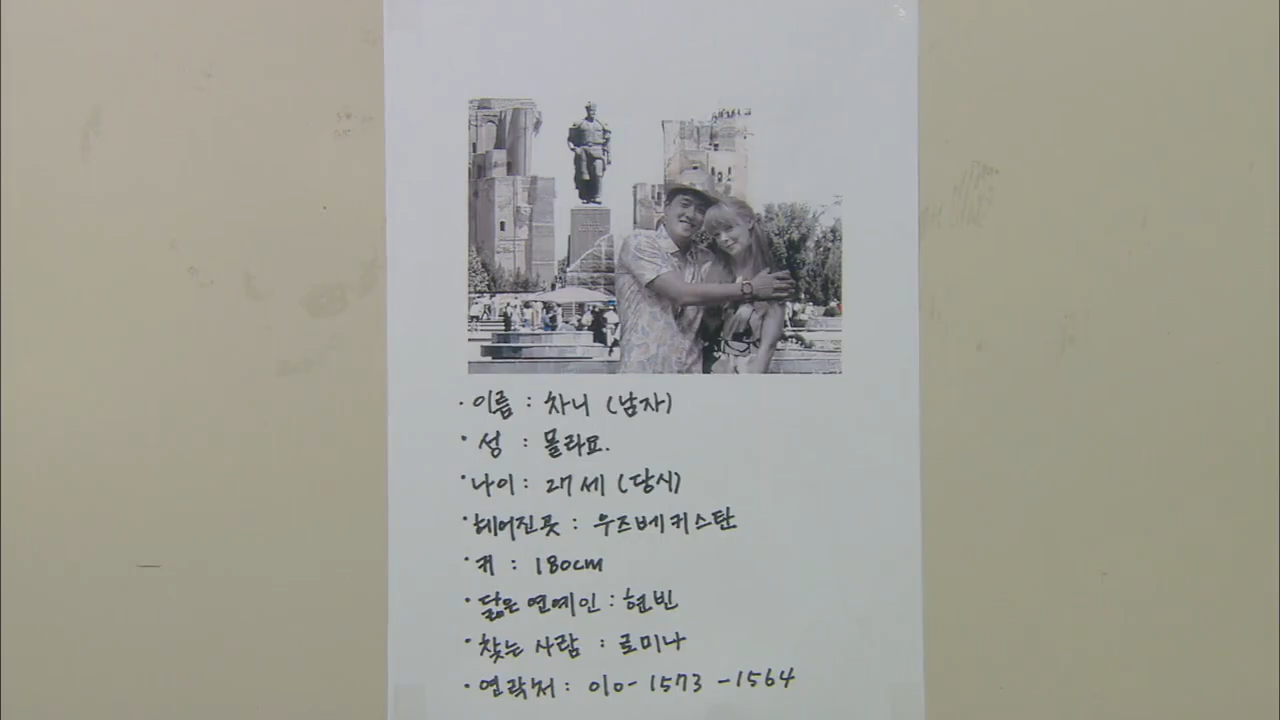 · 이름 : 차니 (남자)
· 성 : 몰라요.
· 나이 : 27세 (당시)
· 헤어진곳 : 우즈베키스탄
· 키 : 180cm
· 닮은 연예인 : 현빈
· 찾는 사람 : 로미나
· 연락처 : 010-1573-1564